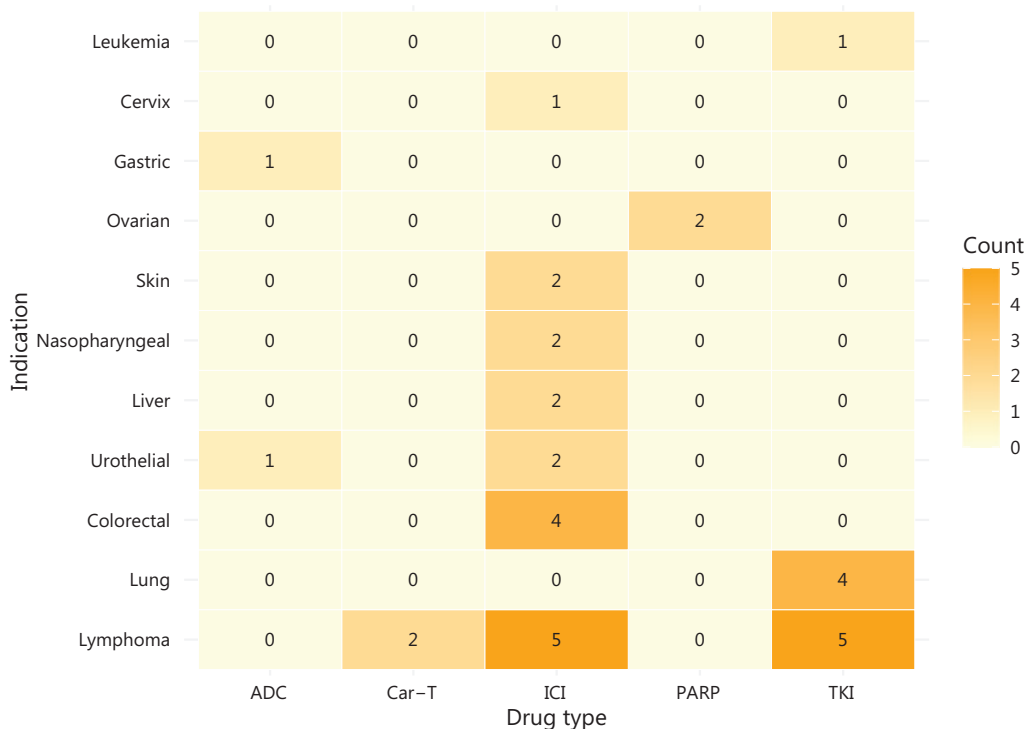 Leukemia 0 0 0 0 1
Cervix 0 0 1 0 0
Gastric 1 0 0 0 0
Ovarian 0 0 0 2 0
Skin 0 0 2 0 0
Nasopharyngeal 0 0 2 0 0
Liver 0 0 2 0 0
Urothelial 1 0 2 0 0
Colorectal 0 0 4 0 0
Lung 0 0 0 0 4
Lymphoma 0 2 5 0 5
ADC Car−T ICI PARP TKI
Drug type
Indication
Count
5
4
3
2
1
0